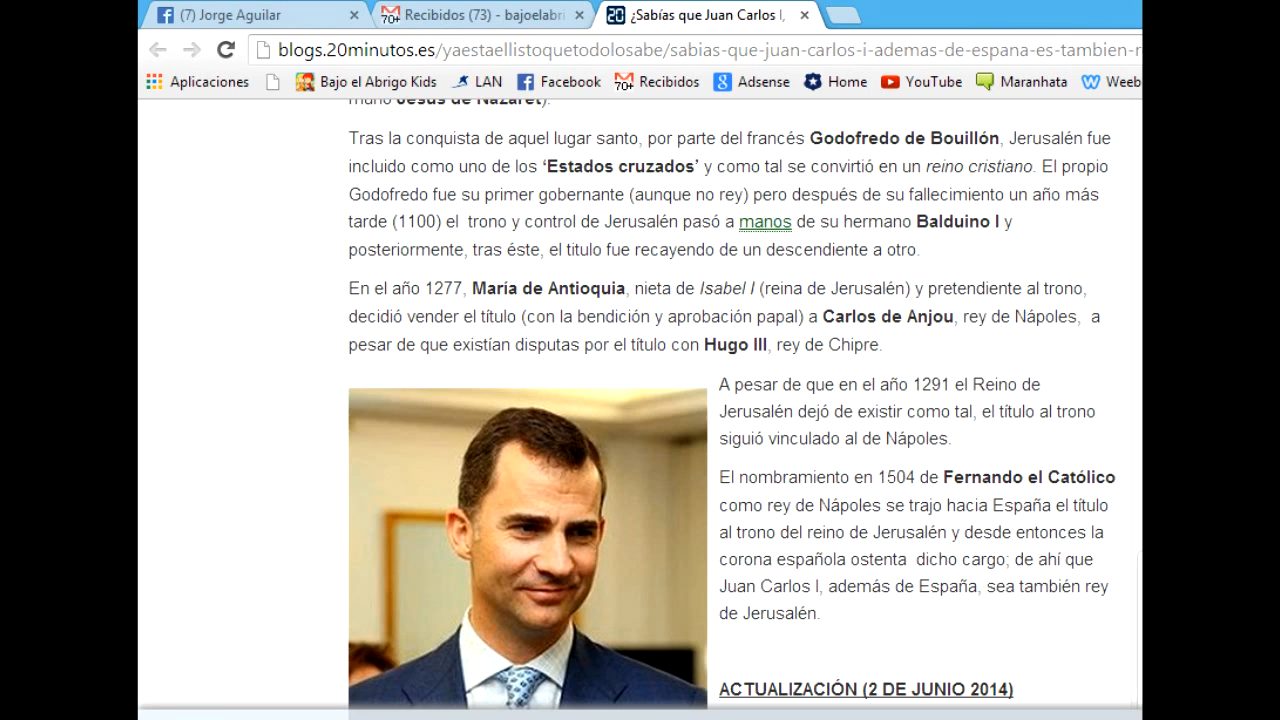 (7) Jorge Aguilar
Recibidos (73) - bajoelabri
¿Sabías que Juan Carlos I,
blogs.20minutos.es/yaestaellistoquetodolosabe/sabias-que-juan-carlos-i-ademas-de-espana-es-tambien-r
Aplicaciones
Bajo el Abrigo Kids
LAN
Facebook
70+
Recibidos
Adsense
Home
YouTube
Maranhata
Weeb
mano Jesús de Nazaret).
Tras la conquista de aquel lugar santo, por parte del francés Godofredo de Bouillón, Jerusalén fue
incluido como uno de los ‘Estados cruzados’ y como tal se convirtió en un reino cristiano. El propio
Godofredo fue su primer gobernante (aunque no rey) pero después de su fallecimiento un año más
tarde (1100) el trono y control de Jerusalén pasó a manos de su hermano Balduino I y
posteriormente, tras éste, el titulo fue recayendo de un descendiente a otro.
En el año 1277, María de Antioquia, nieta de Isabel I (reina de Jerusalén) y pretendiente al trono,
decidió vender el título (con la bendición y aprobación papal) a Carlos de Anjou, rey de Nápoles, a
pesar de que existían disputas por el título con Hugo III, rey de Chipre.
A pesar de que en el año 1291 el Reino de
Jerusalén dejó de existir como tal, el título al trono
siguió vinculado al de Nápoles.
El nombramiento en 1504 de Fernando el Católico
como rey de Nápoles se trajo hacia España el título
al trono del reino de Jerusalén y desde entonces la
corona española ostenta dicho cargo; de ahí que
Juan Carlos I, además de España, sea también rey
de Jerusalén.
ACTUALIZACIÓN (2 DE JUNIO 2014)